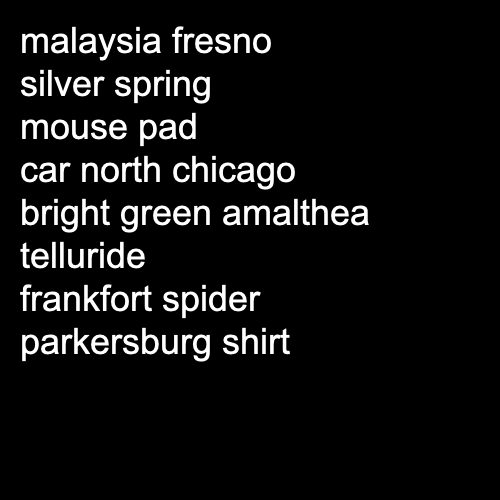 malaysia fresno
silver spring
mouse pad
car north chicago
bright green amalthea
telluride
frankfort spider
parkersburg shirt